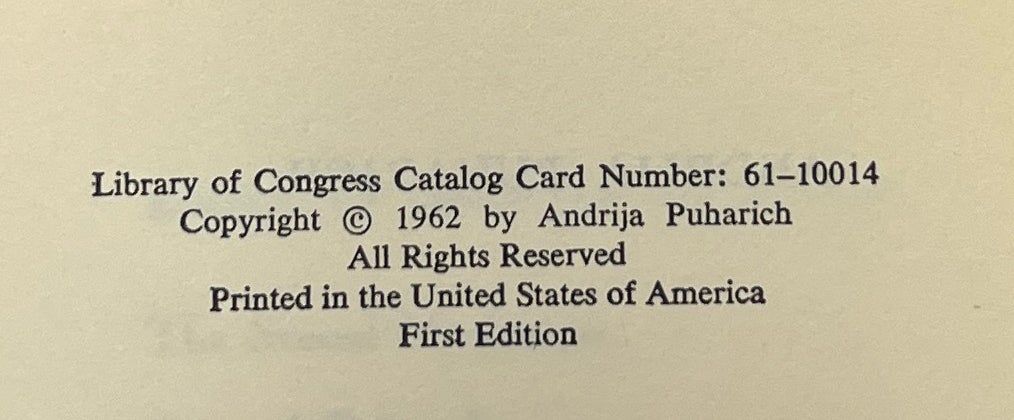 Library of Congress Catalog Card Number: 61–10014
Copyright © 1962 by Andrija Puharich
All Rights Reserved
Printed in the United States of America
First Edition